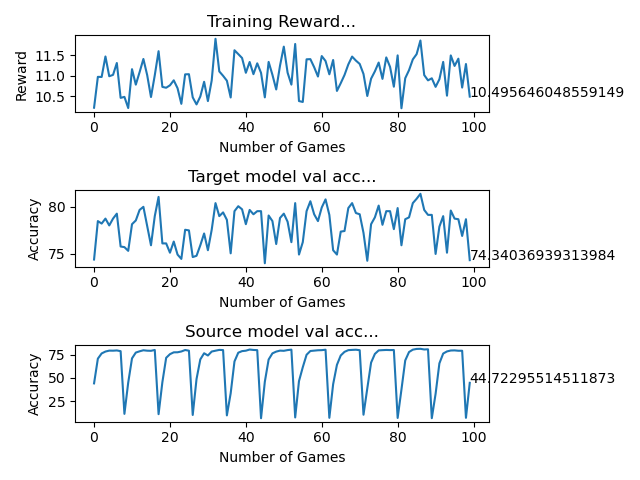 Training Reward...
Reward
11.5
11.0
10.5
10.495646048559149
0 20 40 60 80 100
Number of Games
Target model val acc...
Accuracy
80
75
74.34036939313984
0 20 40 60 80 100
Number of Games
Source model val acc...
Accuracy
75
50
25
44.72295514511873
0 20 40 60 80 100
Number of Games